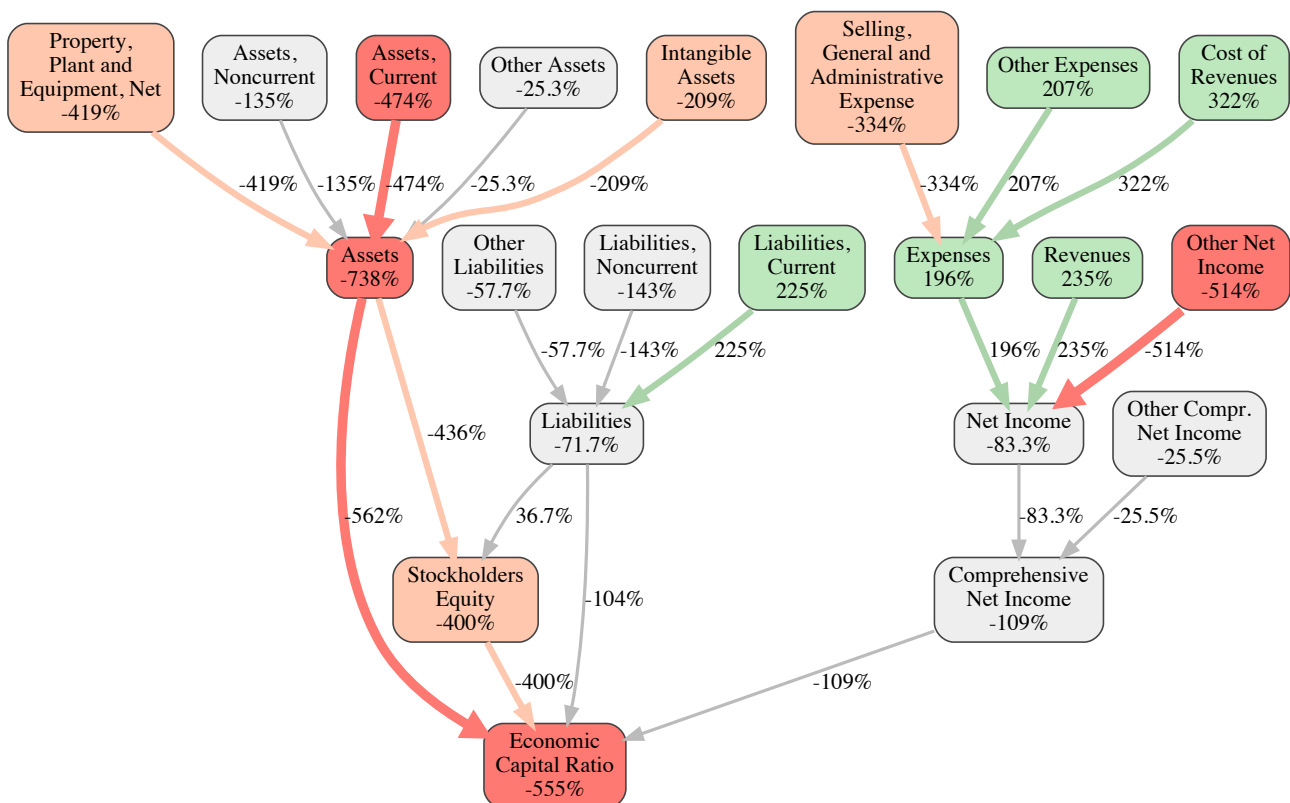 Property,
Plant and
Equipment, Net
-419%
Assets,
Noncurrent
-135%
Assets,
Current
-474%
Other Assets
-25.3%
Intangible
Assets
-209%
Selling,
General and
Administrative
Expense
-334%
Other Expenses
207%
Cost of
Revenues
322%
-419%
-135%
-474%
-25.3%
-209%
-334%
207%
322%
Assets
-738%
Other
Liabilities
-57.7%
Liabilities,
Noncurrent
-143%
Liabilities,
Current
225%
Expenses
196%
Revenues
235%
Other Net
Income
-514%
-57.7%
-143%
225%
196%
235%
-514%
-436%
Liabilities
-71.7%
Net Income
-83.3%
Other Compr.
Net Income
-25.5%
-562%
36.7%
-83.3%
-25.5%
Stockholders
Equity
-400%
-104%
Comprehensive
Net Income
-109%
-400%
-109%
Economic
Capital Ratio
-555%